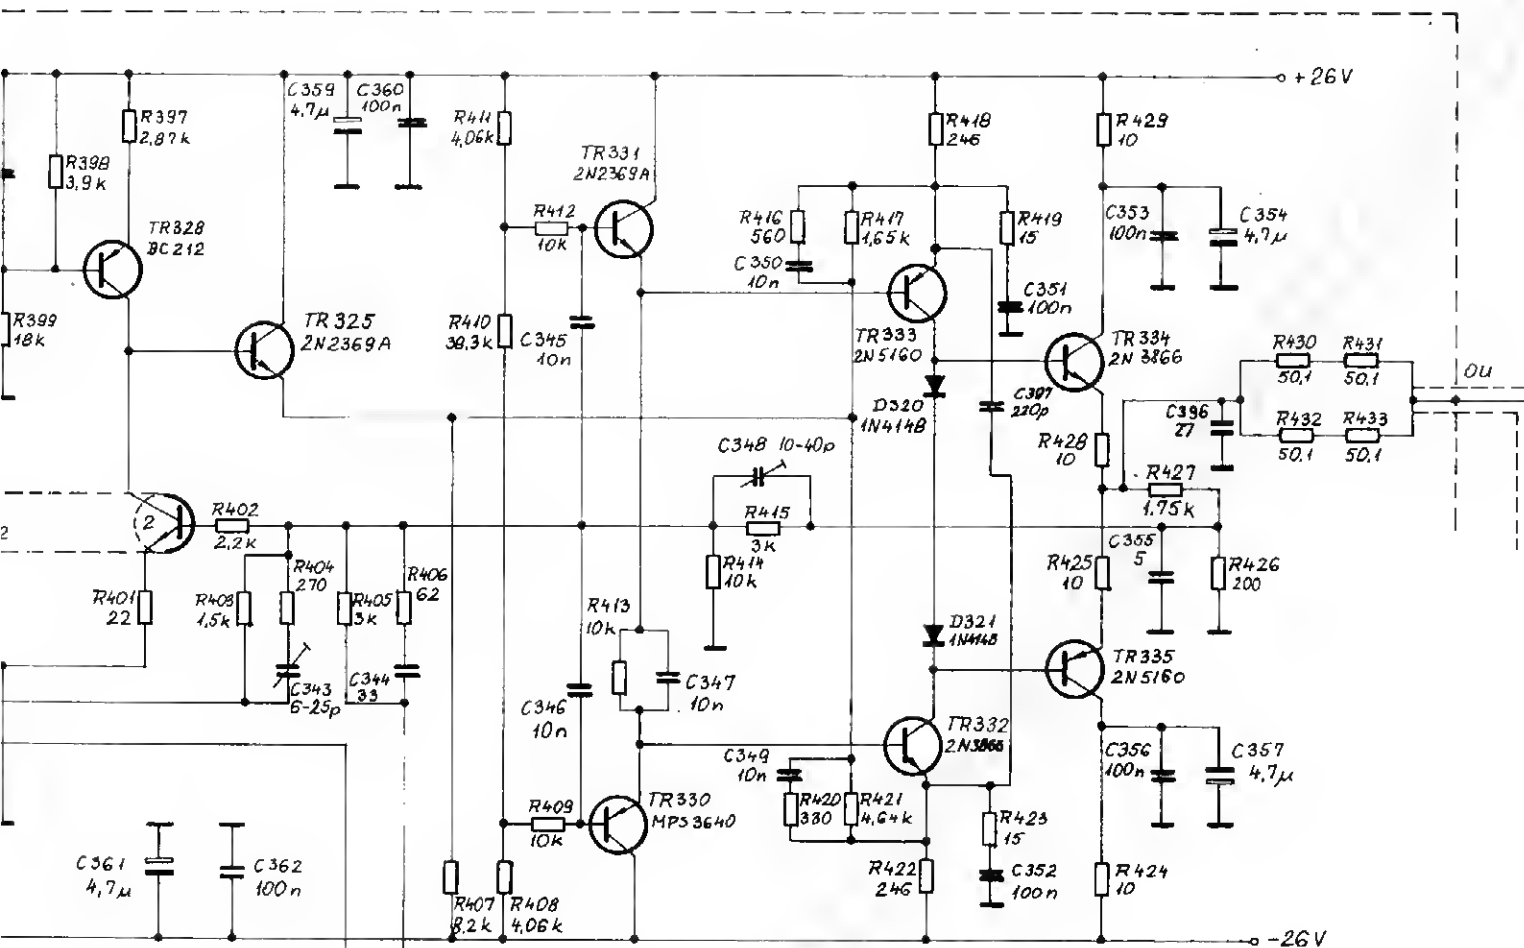 +26V
R397
2,87k
C359
4,7µ
C360
100n
R411
4,06k
R418
246
R429
10
R398
3,9k
TR331
2N2369A
TR328
BC212
R412
10k
R416
560
R417
1,65k
R419
15
C353
100n
C354
4,7µ
C350
10n
C351
100n
R399
18k
TR325
2N2369A
R410
38,3k
C345
10n
TR333
2N5160
TR334
2N3866
R430
50,1
R431
50,1
OU
D320
1N4148
C397
220p
C396
27
R432
50,1
R433
50,1
R428
10
C348 10-40p
R427
1.75k
2
2
R402
2,2k
R415
3k
C355
5
R414
10k
R425
10
R426
200
R404
270
R406
62
R401
22
R403
1,5k
R405
3k
R413
10k
D321
1N4148
TR335
2N5160
C343
6-25p
C344
33
C346
10n
C347
10n
TR332
2N3866
C349
10n
C356
100n
C357
4,7µ
R409
10k
TR330
MPS3640
R420
330
R421
4,64k
R423
15
C361
4,7µ
C362
100n
R407
8,2k
R408
4,06k
R422
246
C352
100n
R424
10
-26V